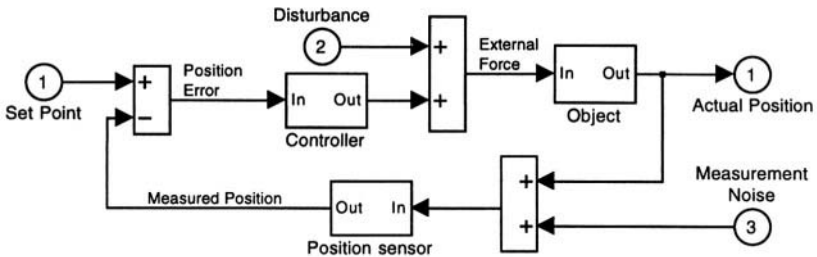 Disturbance
2
1
Set Point
+
−
Position
Error
In Out
Controller
+
+
External
Force
In Out
Object
1
Actual Position
Measured Position
Out In
Position sensor
+
+
Measurement
Noise
3